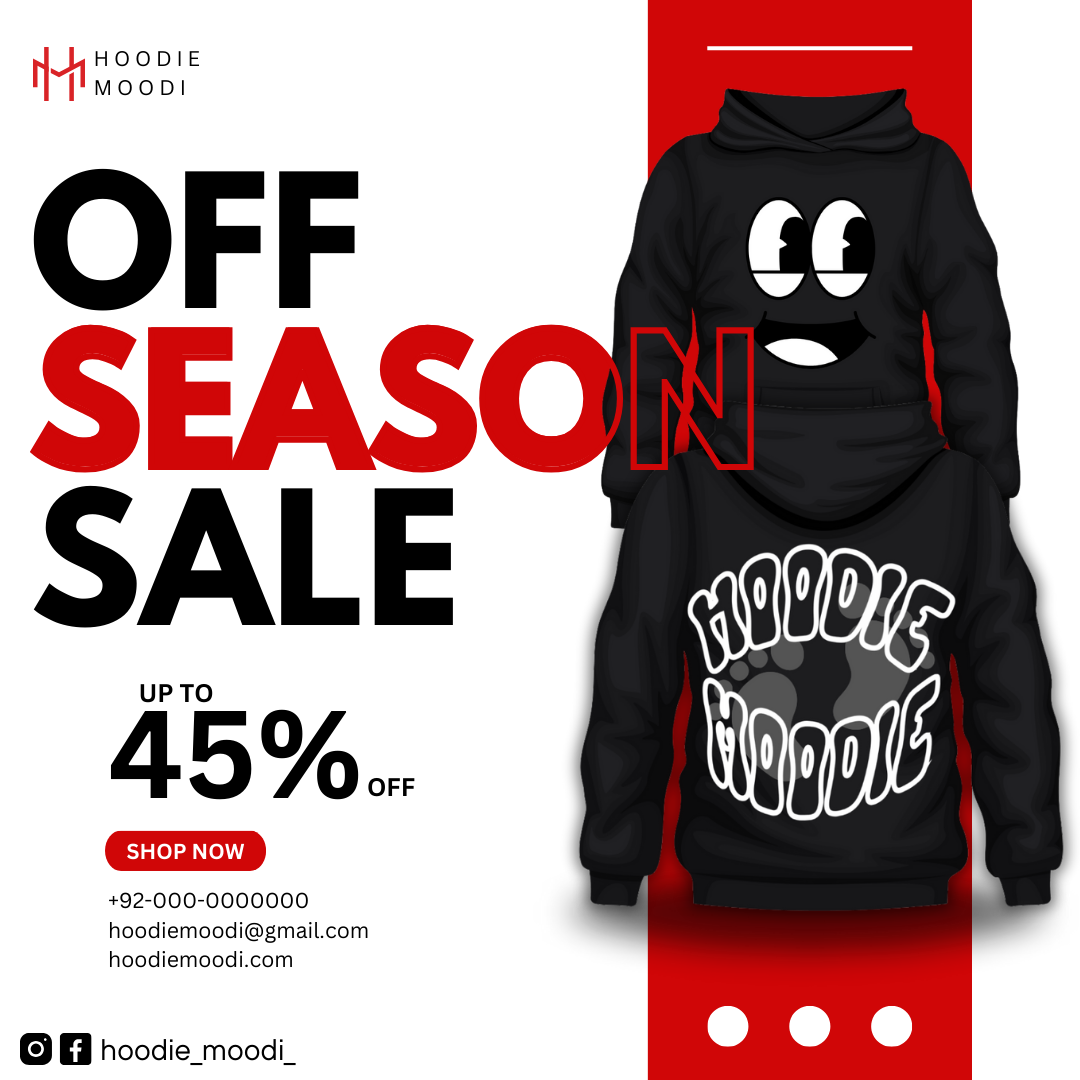 HOODIE
MOODI
OFF
SEASON
SALE
UP TO
45% OFF
SHOP NOW
+92-000-0000000
hoodiemoodi@gmail.com
hoodiemoodi.com
hoodie_moodi_
HOODIE
MOODIE